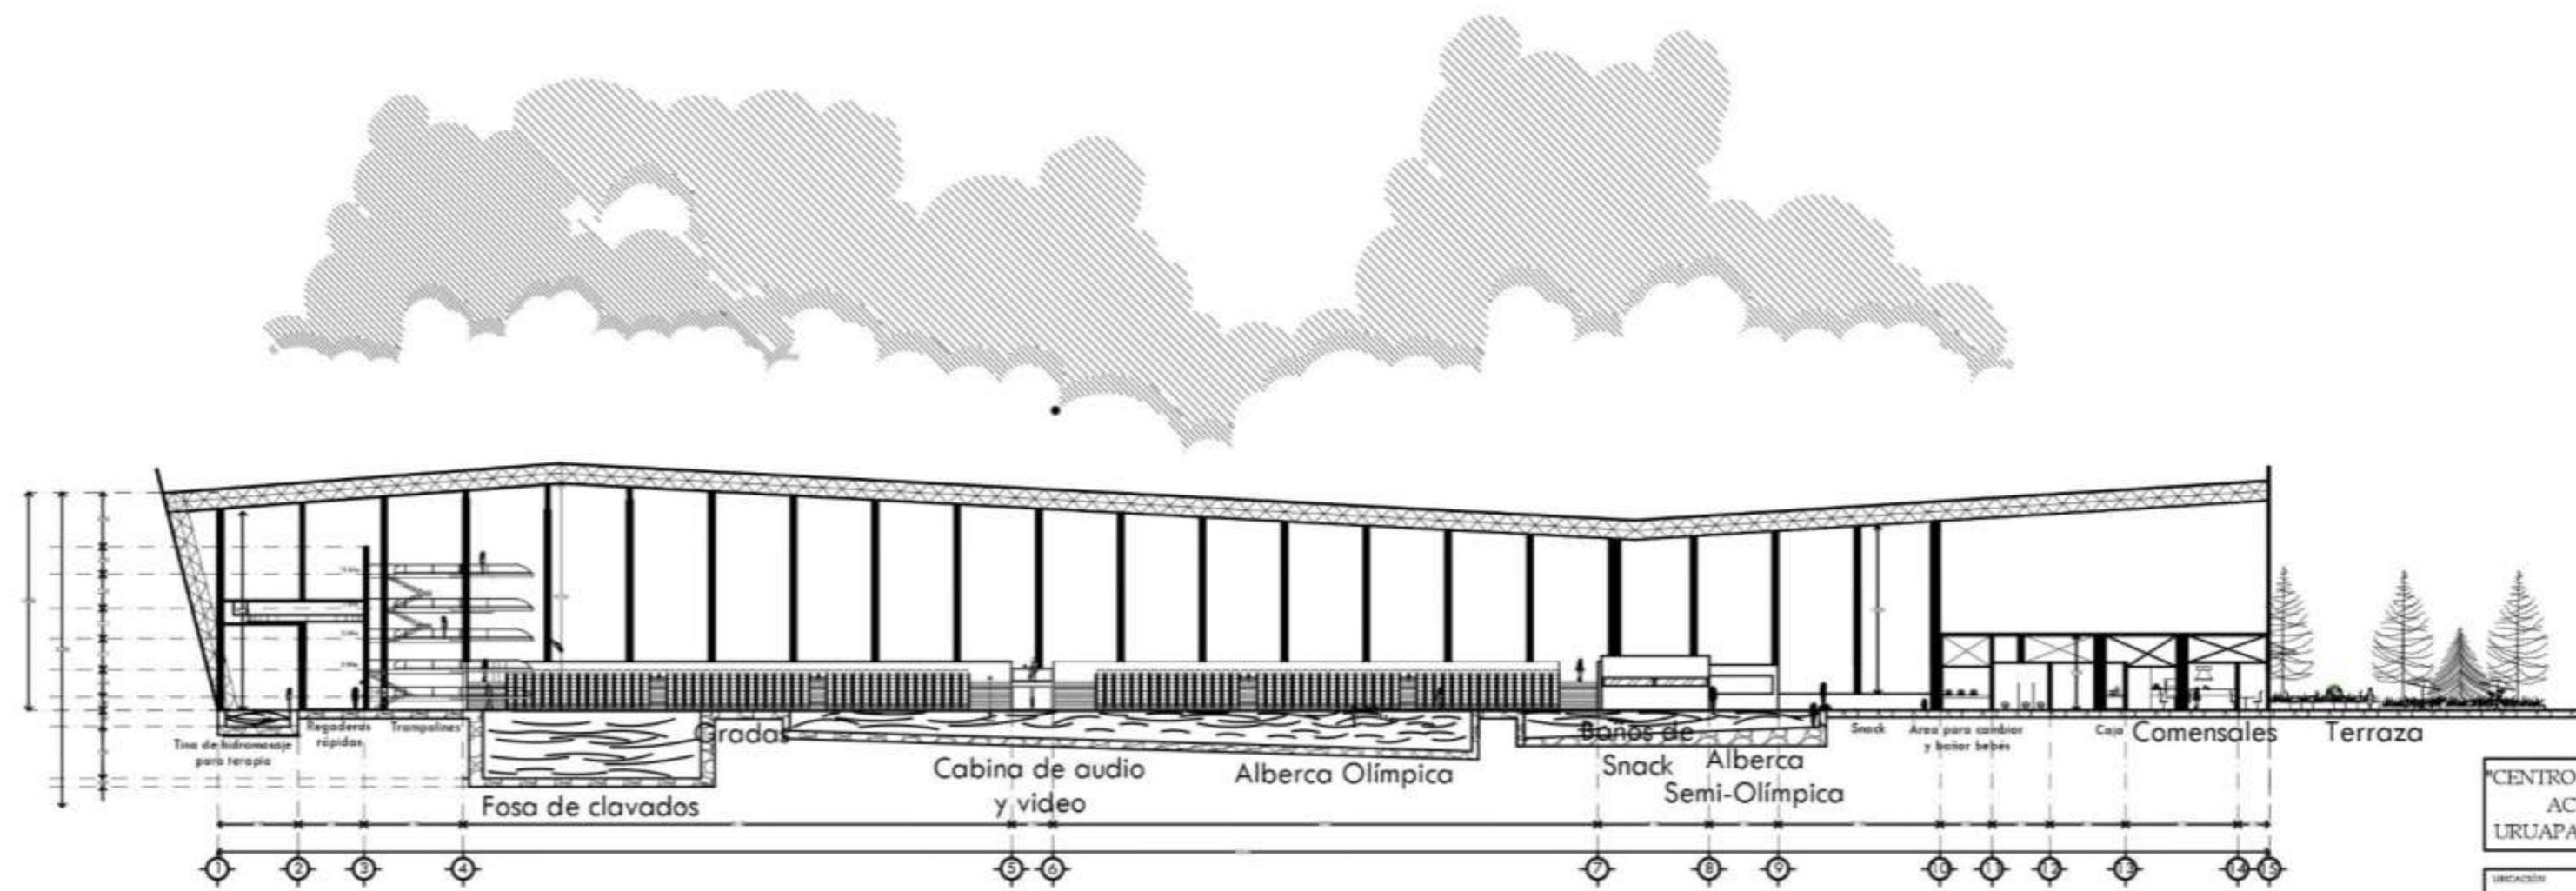 Tina de hidromasaje
para terapia
Regaderas
rápidas
Trampolines
Fosa de clavados
Gradas
Cabina de audio
y video
Alberca Olímpica
Baños de
Snack
Alberca
Semi-Olímpica
Snack
Area para cambiar
y bañar bebés
Caja
Comensales
Terraza
1
2
3
4
5
6
7
8
9
10
11
12
13
14
15
"CENTRO
AC
URUAPA
UBICACIÓN